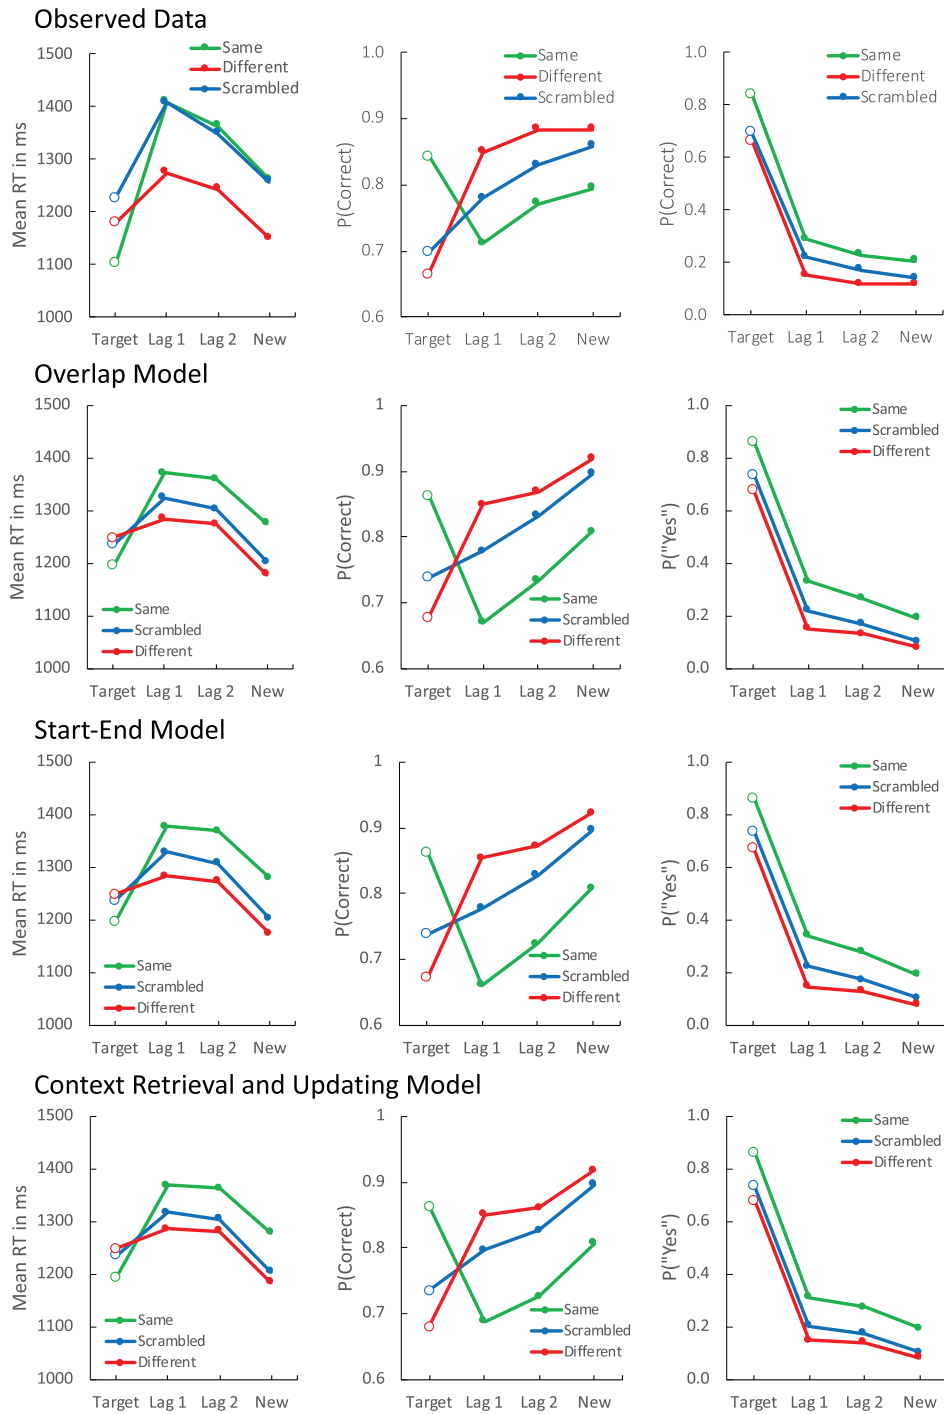 Observed Data
Mean RT in ms
1500
1400
1300
1200
1100
1000
Same
Different
Scrambled
Target Lag 1 Lag 2 New
P(Correct)
1.0
0.9
0.8
0.7
0.6
Same
Different
Scrambled
Target Lag 1 Lag 2 New
P(Correct)
1.0
0.8
0.6
0.4
0.2
0.0
Same
Different
Scrambled
Target Lag 1 Lag 2 New
Overlap Model
Mean RT in ms
1500
1400
1300
1200
1100
1000
Same
Scrambled
Different
Target Lag 1 Lag 2 New
P(Correct)
1
0.9
0.8
0.7
0.6
Same
Scrambled
Different
Target Lag 1 Lag 2 New
P("Yes")
1.0
0.8
0.6
0.4
0.2
0.0
Same
Scrambled
Different
Target Lag 1 Lag 2 New
Start-End Model
Mean RT in ms
1500
1400
1300
1200
1100
1000
Same
Scrambled
Different
Target Lag 1 Lag 2 New
P(Correct)
1
0.9
0.8
0.7
0.6
Same
Scrambled
Different
Target Lag 1 Lag 2 New
P("Yes")
1.0
0.8
0.6
0.4
0.2
0.0
Same
Scrambled
Different
Target Lag 1 Lag 2 New
Context Retrieval and Updating Model
Mean RT in ms
1500
1400
1300
1200
1100
1000
Same
Scrambled
Different
Target Lag 1 Lag 2 New
P(Correct)
1
0.9
0.8
0.7
0.6
Same
Scrambled
Different
Target Lag 1 Lag 2 New
P("Yes")
1.0
0.8
0.6
0.4
0.2
0.0
Same
Scrambled
Different
Target Lag 1 Lag 2 New